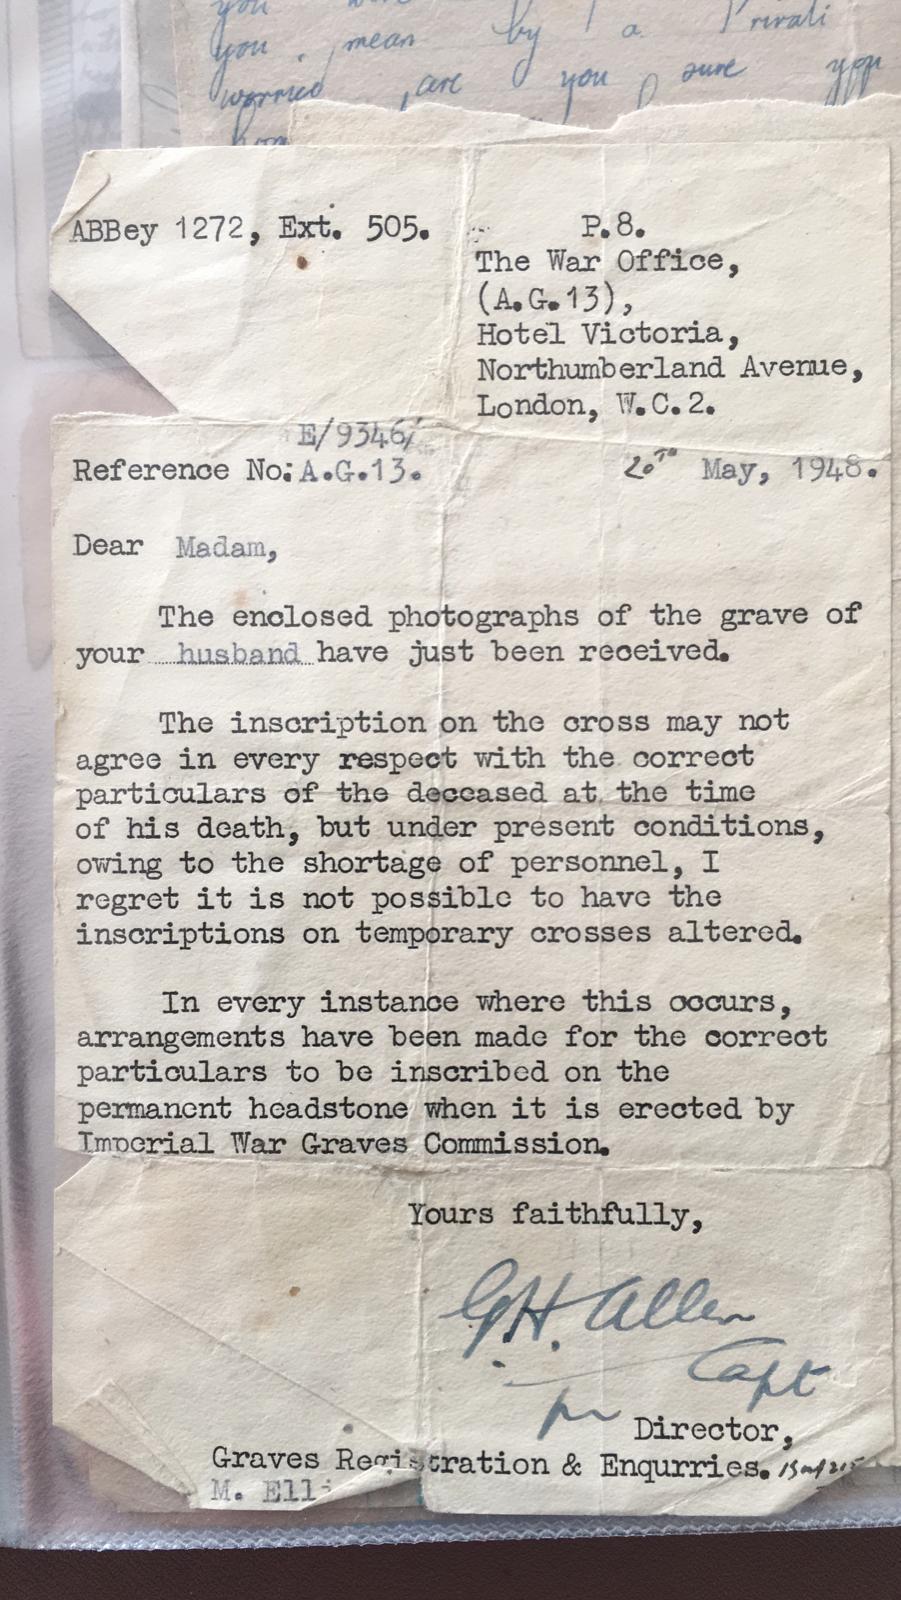 you
you . mean by a Privati
worried , are you sure you
ABBey 1272, Ext. 505.
P.8.
The War Office,
(A.G.13),
Hotel Victoria,
Northumberland Avenue,
London, W.C.2.
E/9346/
Reference No: A.G.13.
20TH May, 1948.
Dear Madam,
The enclosed photographs of the grave of
your husband have just been received.
The inscription on the cross may not
agree in every respect with the correct
particulars of the deceased at the time
of his death, but under present conditions,
owing to the shortage of personnel, I
regret it is not possible to have the
inscriptions on temporary crosses altered.
In every instance where this occurs,
arrangements have been made for the correct
particulars to be inscribed on the
permanent headstone when it is erected by
Imperial War Graves Commission.
Yours faithfully,
G.H. Allen
Capt
for Director,
Graves Registration & Enqurries.
M. Elli